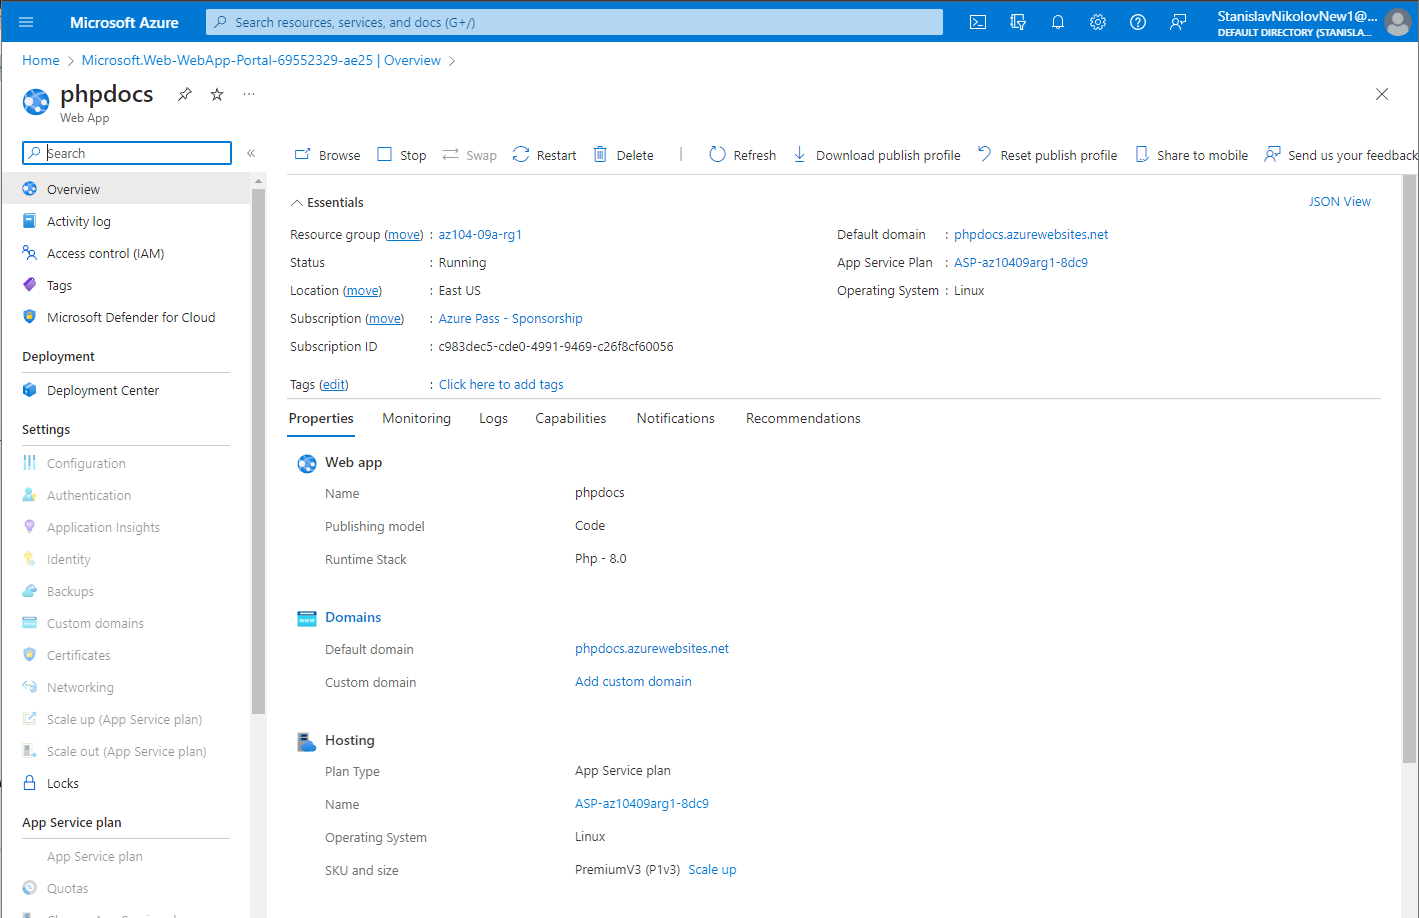 Microsoft Azure
Search resources, services, and docs (G+/)
StanislavNikolovNew1@...
DEFAULT DIRECTORY (STANISLA...
Home > Microsoft.Web-WebApp-Portal-69552329-ae25 | Overview >
phpdocs
Web App
Search
«
Browse Stop Swap Restart Delete | Refresh Download publish profile Reset publish profile Share to mobile Send us your feedback
Overview
Activity log
Access control (IAM)
Tags
Microsoft Defender for Cloud
Deployment
Deployment Center
Settings
Configuration
Authentication
Application Insights
Identity
Backups
Custom domains
Certificates
Networking
Scale up (App Service plan)
Scale out (App Service plan)
Locks
App Service plan
App Service plan
Quotas
Essentials
JSON View
Resource group (move) : az104-09a-rg1
Status : Running
Location (move) : East US
Subscription (move) : Azure Pass - Sponsorship
Subscription ID : c983dec5-cde0-4991-9469-c26f8cf60056
Tags (edit) : Click here to add tags
Default domain : phpdocs.azurewebsites.net
App Service Plan : ASP-az10409arg1-8dc9
Operating System : Linux
Properties Monitoring Logs Capabilities Notifications Recommendations
Web app
Name phpdocs
Publishing model Code
Runtime Stack Php - 8.0
Domains
Default domain phpdocs.azurewebsites.net
Custom domain Add custom domain
Hosting
Plan Type App Service plan
Name ASP-az10409arg1-8dc9
Operating System Linux
SKU and size PremiumV3 (P1v3) Scale up